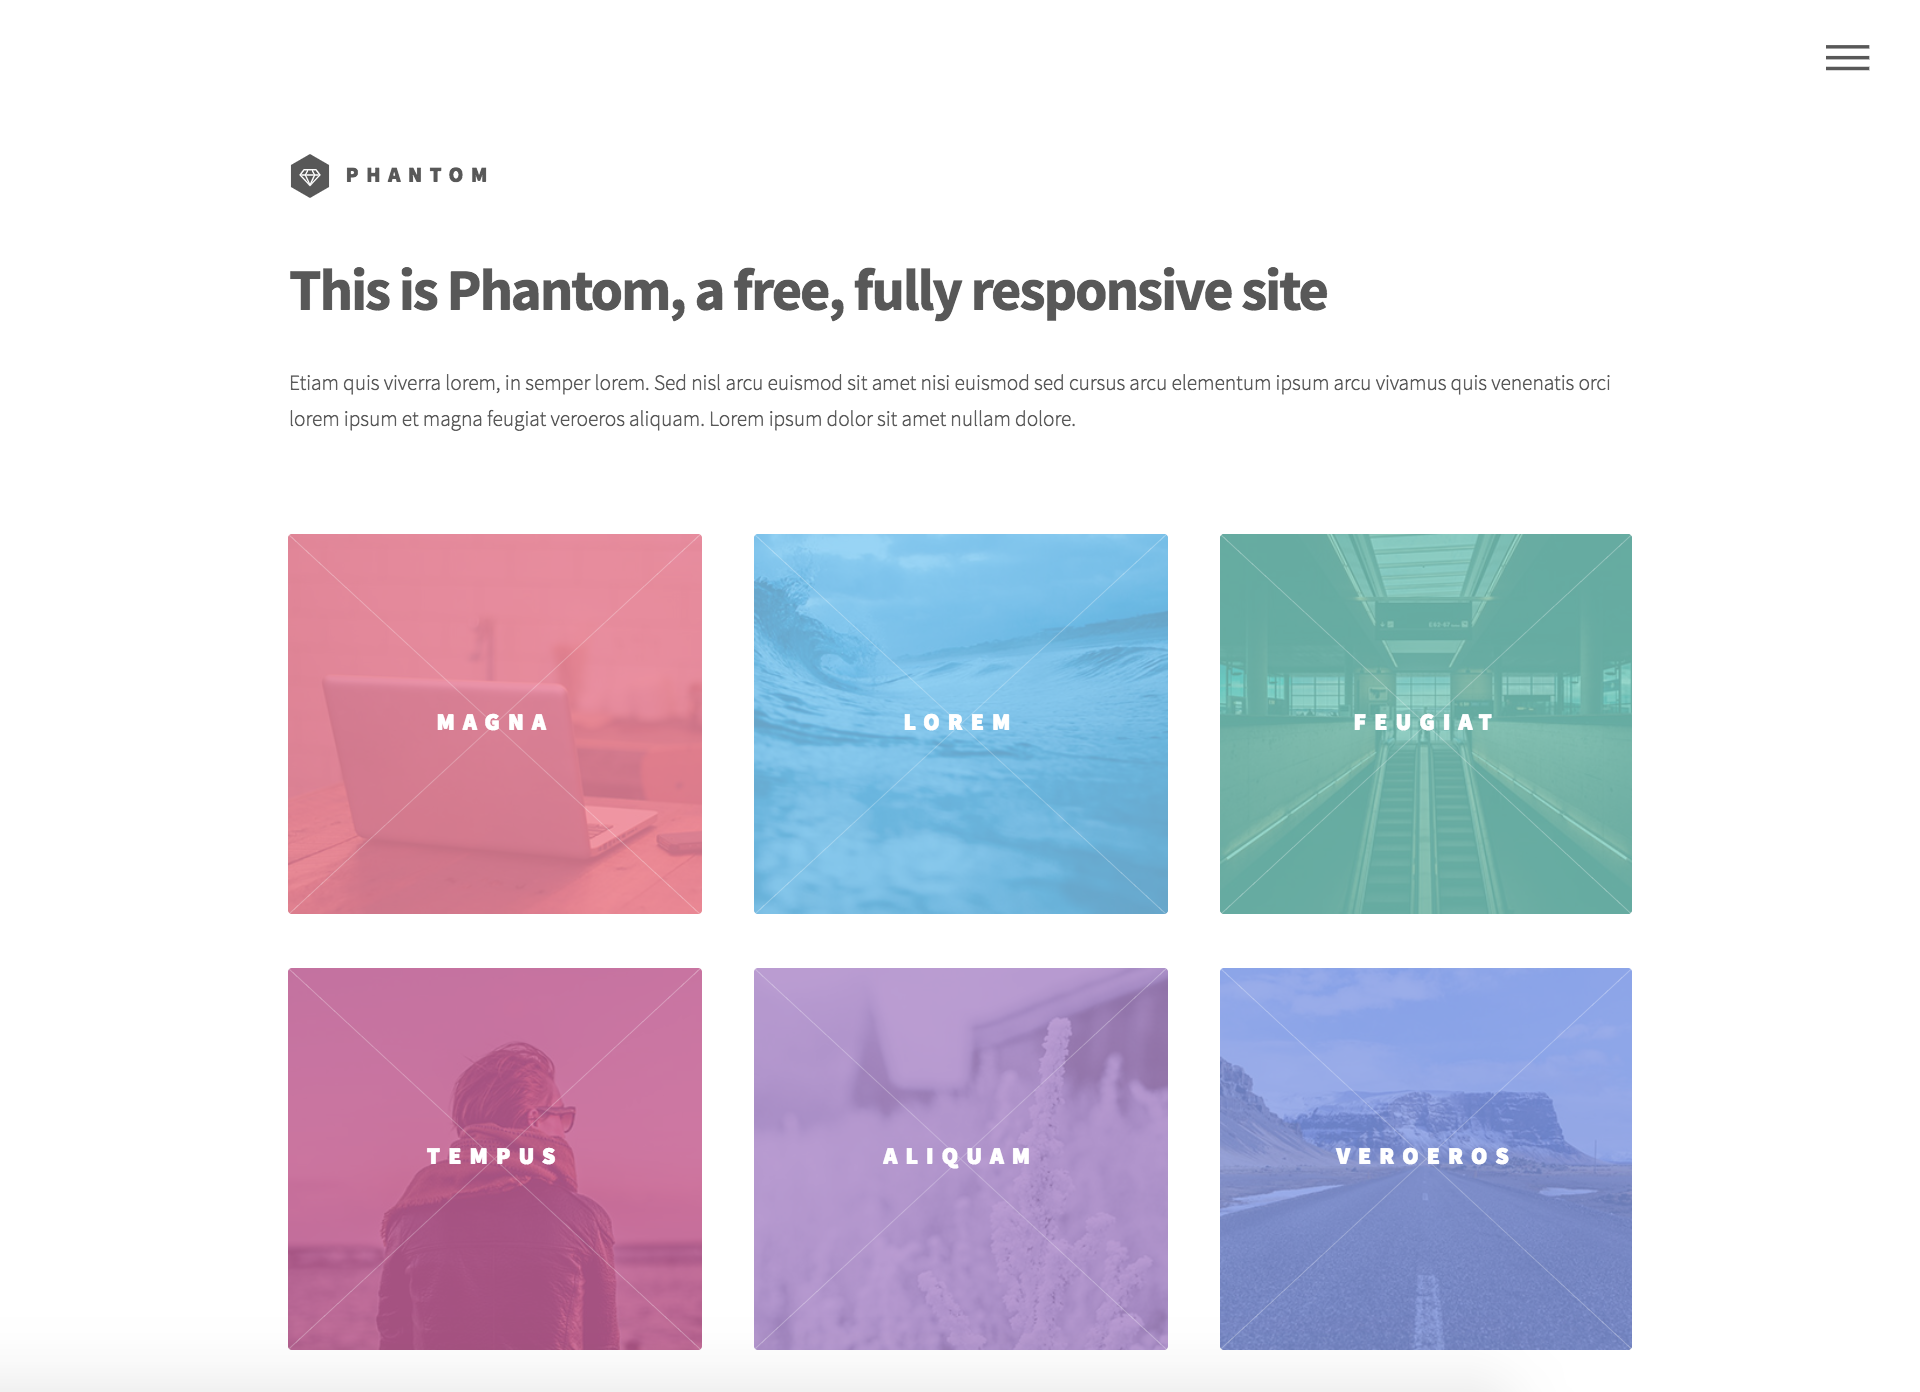 PHANTOM
This is Phantom, a free, fully responsive site
Etiam quis viverra lorem, in semper lorem. Sed nisl arcu euismod sit amet nisi euismod sed cursus arcu elementum ipsum arcu vivamus quis venenatis orci
lorem ipsum et magna feugiat veroeros aliquam. Lorem ipsum dolor sit amet nullam dolore.
MAGNA
LOREM
FEUGIAT
TEMPUS
ALIQUAM
VEROEROS